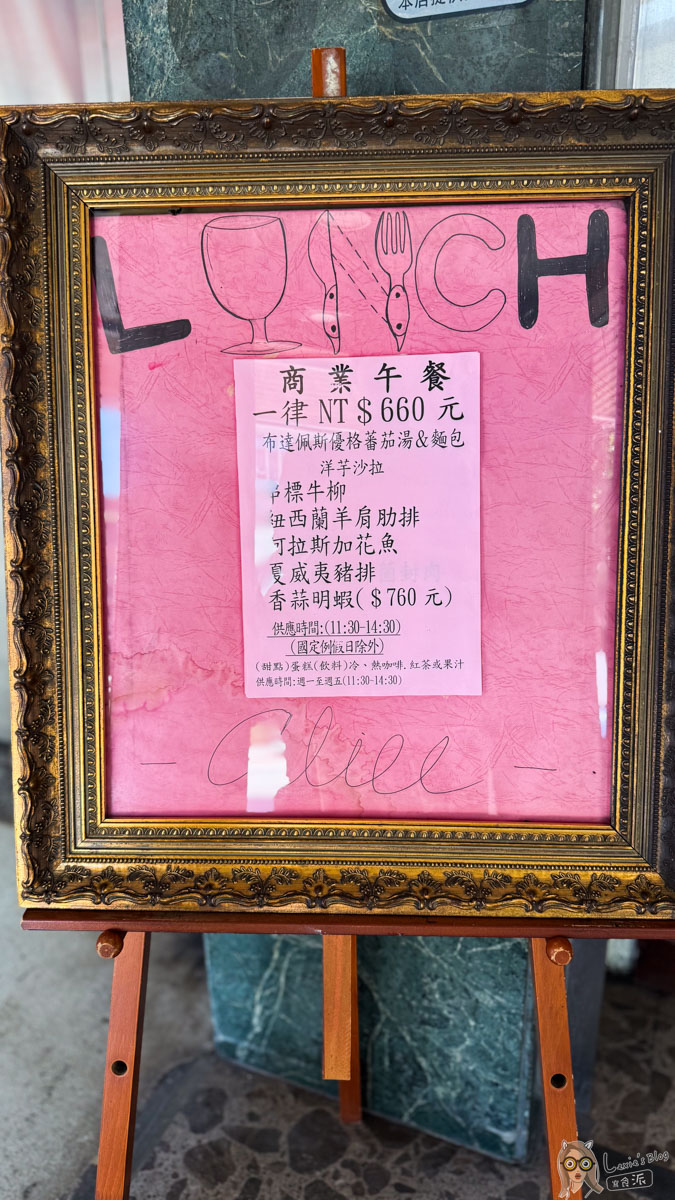 LUNCH
商業午餐
一律 NT＄660 元
布達佩斯優格蕃茄湯&麵包
洋芋沙拉
標牛柳
紐西蘭羊肩肋排
阿拉斯加花魚
夏威夷豬排
香蒜明蝦(＄760 元)
供應時間:(11:30-14:30)
(國定例假日除外)
(甜點)蛋糕(飲料)冷、熱咖啡.紅茶或果汁
供應時間:週一至週五(11:30-14:30)
Lexie's Blog